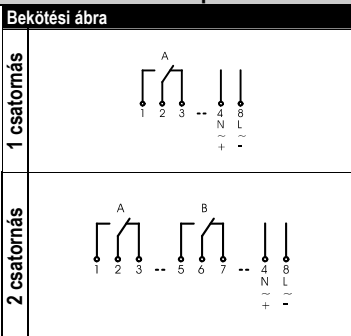 Bekötési ábra
1 csatornás
A
1 2 3 -- 4 8
N L
~ ~
+ -
2 csatornás
A B
1 2 3 -- 5 6 7 -- 4 8
N L
~ ~
+ -